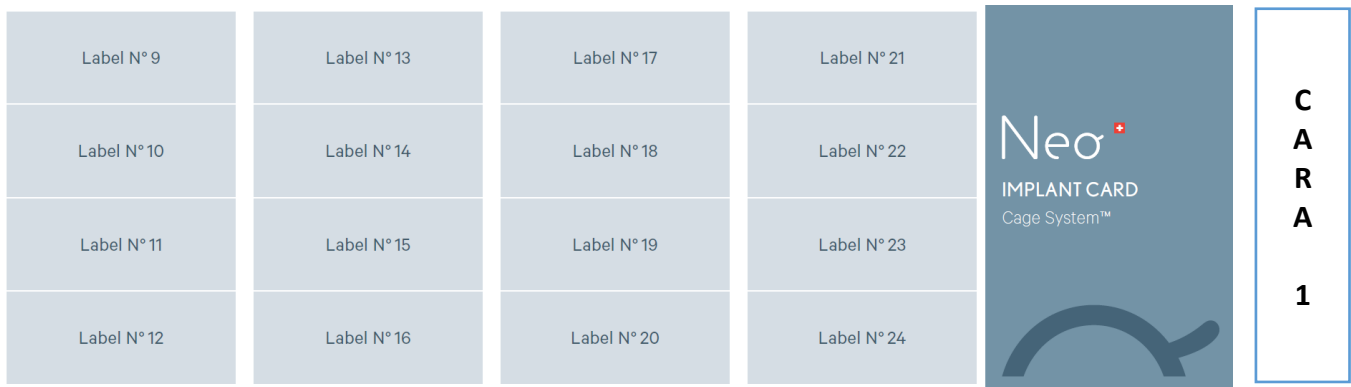 Label N° 9
Label N° 10
Label N° 11
Label N° 12
Label N° 13
Label N° 14
Label N° 15
Label N° 16
Label N° 17
Label N° 18
Label N° 19
Label N° 20
Label N° 21
Label N° 22
Label N° 23
Label N° 24
Neo
IMPLANT CARD
Cage System™
CARA 1